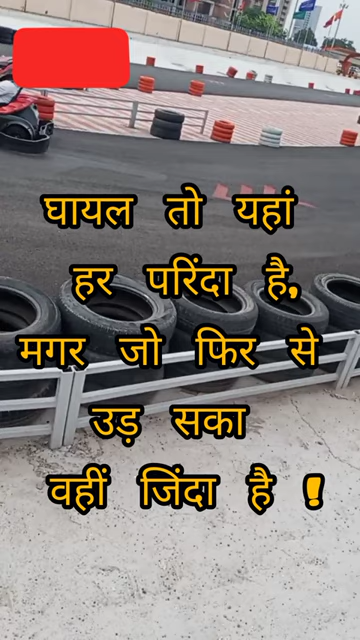 घायल तो यहां
हर परिंदा है,
मगर जो फिर से
उड़ सका
वहीं जिंदा है !